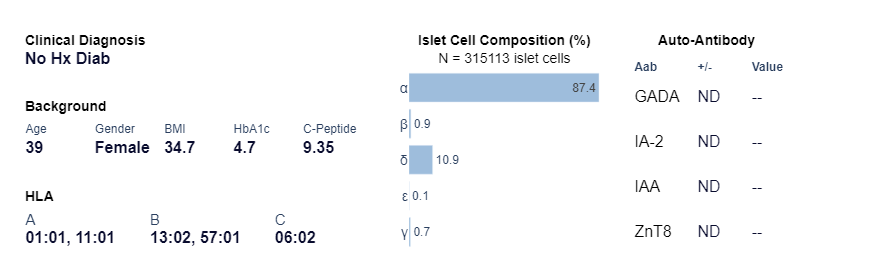 Clinical Diagnosis
No Hx Diab
Background
Age Gender BMI HbA1c C-Peptide
39 Female 34.7 4.7 9.35
HLA
A B C
01:01, 11:01 13:02, 57:01 06:02
Islet Cell Composition (%)
N = 315113 islet cells
α 87.4
β 0.9
δ 10.9
ε 0.1
γ 0.7
Auto-Antibody
Aab +/- Value
GADA ND --
IA-2 ND --
IAA ND --
ZnT8 ND --